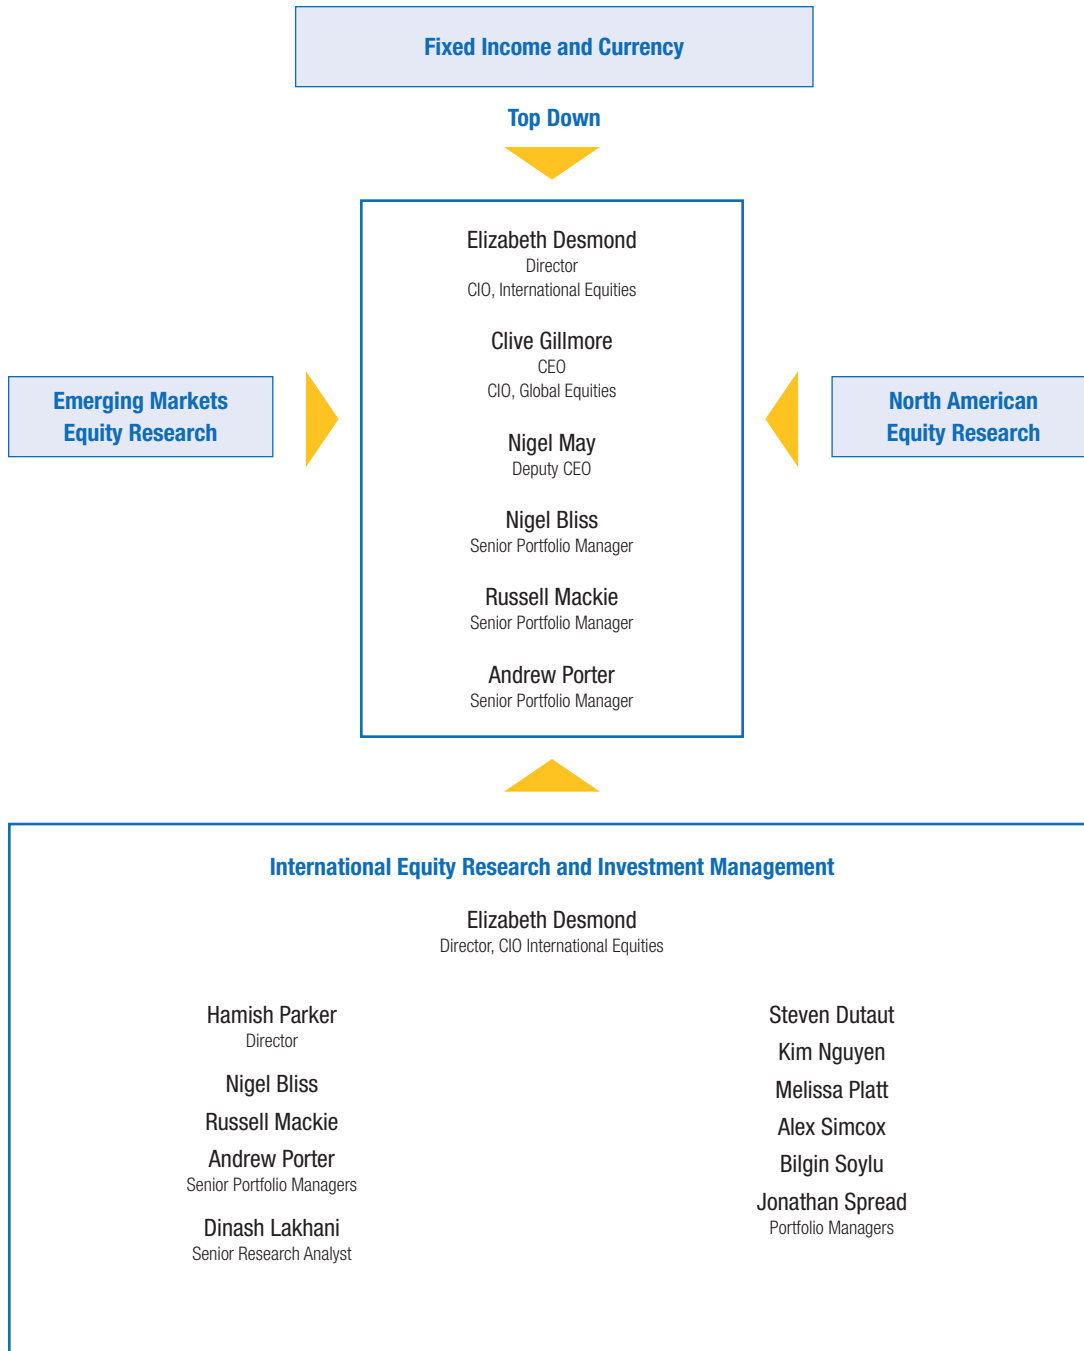 Fixed Income and Currency
Top Down
Elizabeth Desmond
Director
CIO, International Equities
Clive Gillmore
CEO
CIO, Global Equities
Nigel May
Deputy CEO
Nigel Bliss
Senior Portfolio Manager
Russell Mackie
Senior Portfolio Manager
Andrew Porter
Senior Portfolio Manager
Emerging Markets
Equity Research
North American
Equity Research
International Equity Research and Investment Management
Elizabeth Desmond
Director, CIO International Equities
Hamish Parker
Director
Nigel Bliss
Russell Mackie
Andrew Porter
Senior Portfolio Managers
Dinash Lakhani
Senior Research Analyst
Steven Dutaut
Kim Nguyen
Melissa Platt
Alex Simcox
Bilgin Soylu
Jonathan Spread
Portfolio Managers